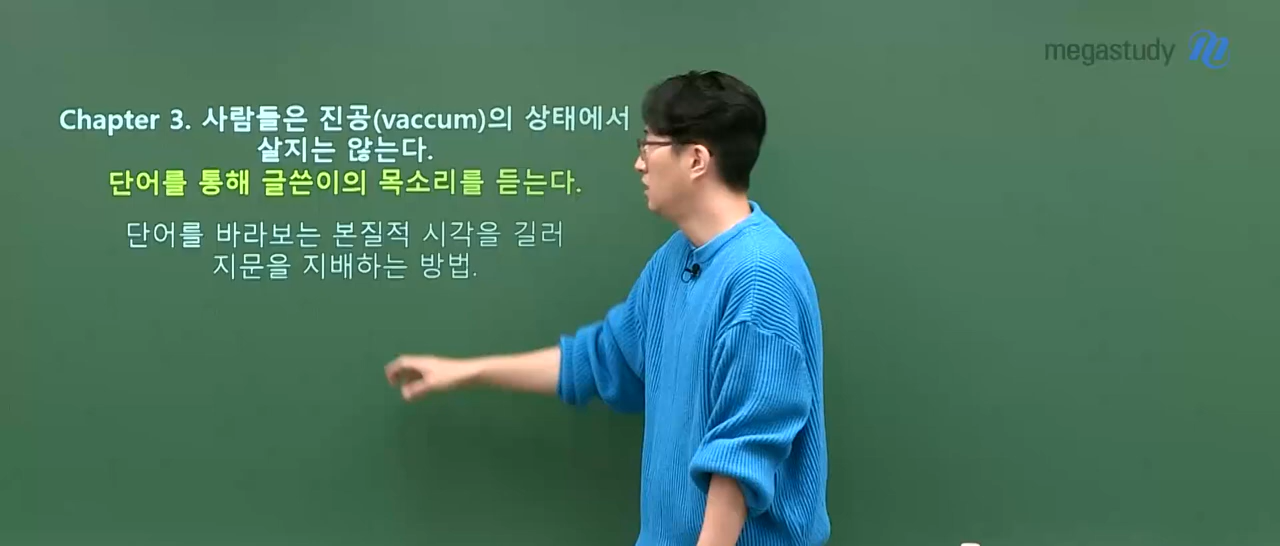 megastudy
Chapter 3. 사람들은 진공(vaccum)의 상태에서
살지는 않는다.
단어를 통해 글쓴이의 목소리를 듣는다.
단어를 바라보는 본질적 시각을 길러
지문을 지배하는 방법.